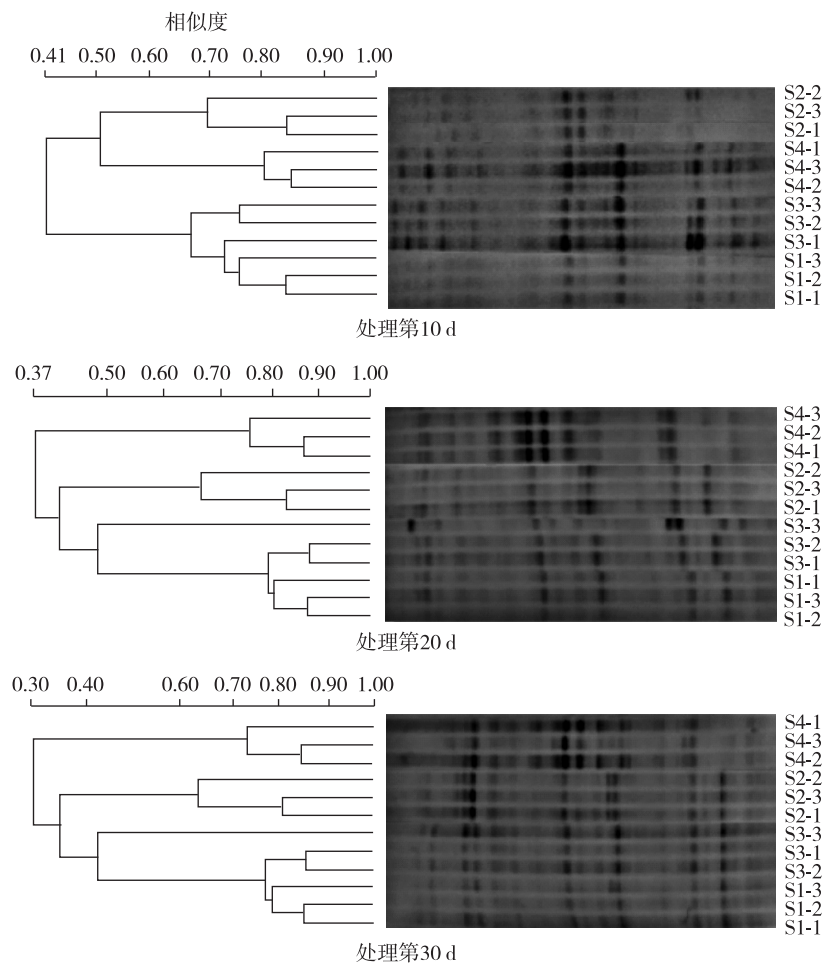 相似度
0.41 0.50 0.60 0.70 0.80 0.90 1.00
S2-2
S2-3
S2-1
S4-1
S4-3
S4-2
S3-3
S3-2
S3-1
S1-3
S1-2
S1-1
处理第10 d
0.37 0.50 0.60 0.70 0.80 0.90 1.00
S4-3
S4-2
S4-1
S2-2
S2-3
S2-1
S3-3
S3-2
S3-1
S1-1
S1-3
S1-2
处理第20 d
0.30 0.40 0.60 0.70 0.80 0.90 1.00
S4-1
S4-3
S4-2
S2-2
S2-3
S2-1
S3-3
S3-1
S3-2
S1-3
S1-2
S1-1
处理第30 d